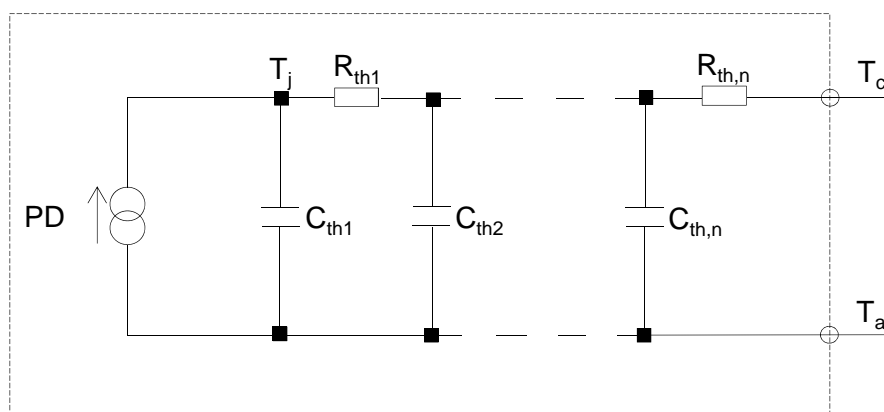 T_j
R_th1
R_th,n
T_c
PD
C_th1
C_th2
C_th,n
T_a